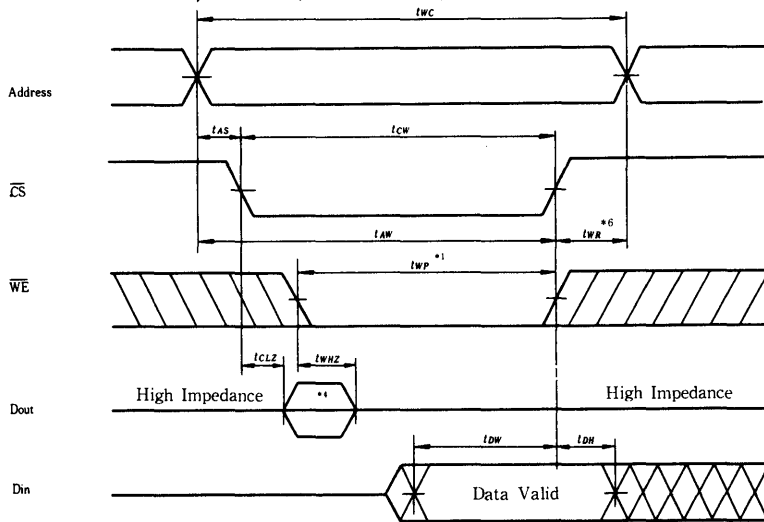 tWC
Address
tAS
tCW
CS
*6
tAW
tWR
*1
tWP
WE
tCLZ
tWHZ
High Impedance
*4
High Impedance
Dout
tDW
tDH
Din
Data Valid